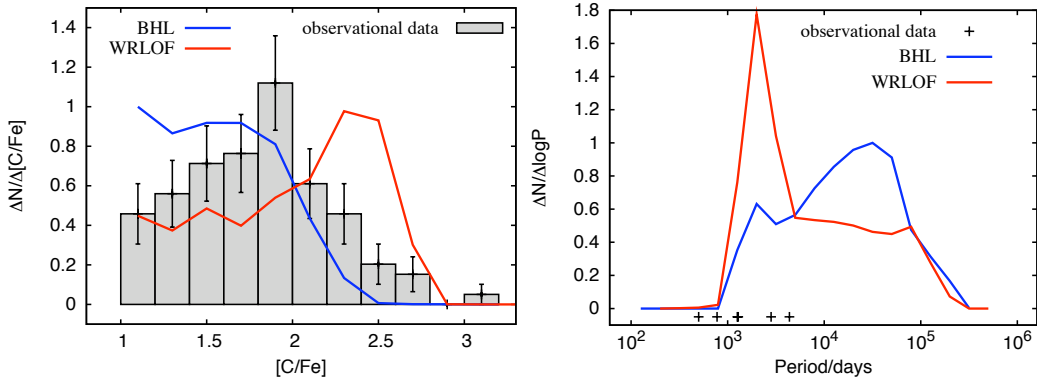 BHL
WRLOF
observational data
ΔN/Δ[C/Fe]
1.4
1.2
1
0.8
0.6
0.4
0.2
0
1 1.5 2 2.5 3
[C/Fe]
observational data
BHL
WRLOF
ΔN/ΔlogP
1.8
1.6
1.4
1.2
1
0.8
0.6
0.4
0.2
0
10² 10³ 10⁴ 10⁵ 10⁶
Period/days